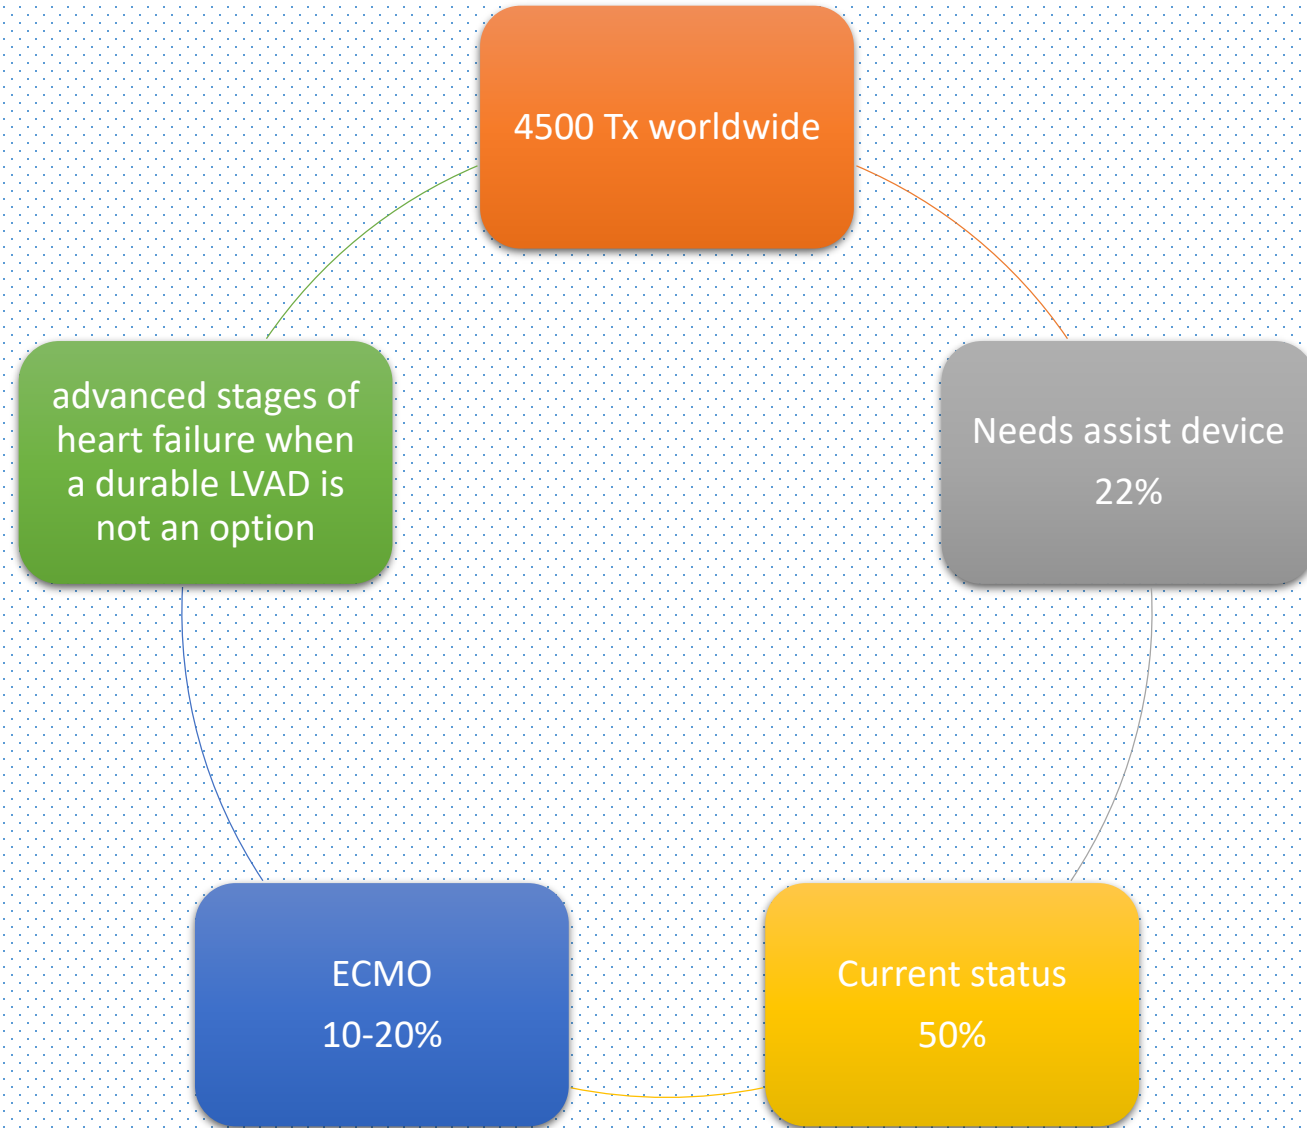 4500 Tx worldwide
Needs assist device
22%
Current status
50%
ECMO
10-20%
advanced stages of
heart failure when
a durable LVAD is
not an option